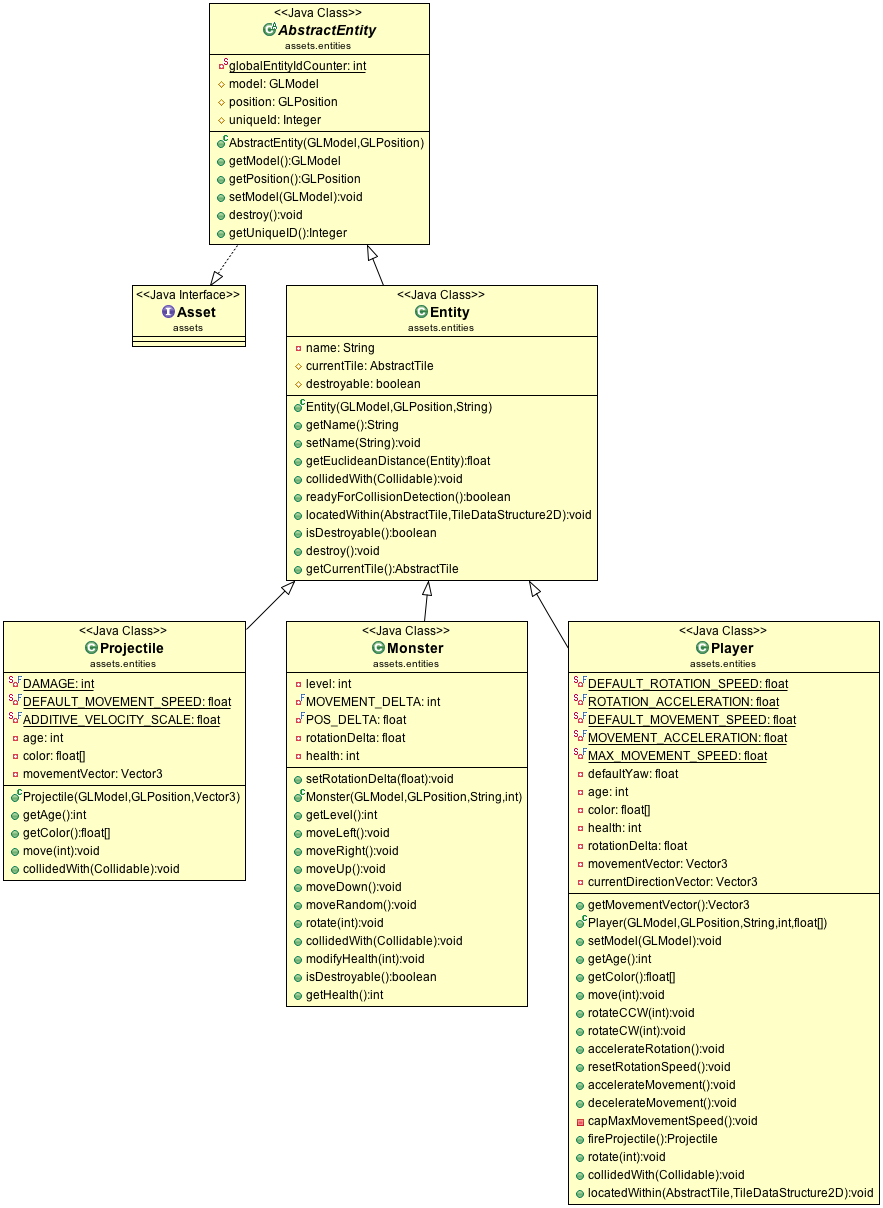 <<Java Class>>
AbstractEntity
assets.entities
globalEntityIdCounter: int
model: GLModel
position: GLPosition
uniqueId: Integer
AbstractEntity(GLModel,GLPosition)
getModel():GLModel
getPosition():GLPosition
setModel(GLModel):void
destroy():void
getUniqueID():Integer
<<Java Interface>>
Asset
assets
<<Java Class>>
Entity
assets.entities
name: String
currentTile: AbstractTile
destroyable: boolean
Entity(GLModel,GLPosition,String)
getName():String
setName(String):void
getEuclideanDistance(Entity):float
collidedWith(Collidable):void
readyForCollisionDetection():boolean
locatedWithin(AbstractTile,TileDataStructure2D):void
isDestroyable():boolean
destroy():void
getCurrentTile():AbstractTile
<<Java Class>>
Projectile
assets.entities
DAMAGE: int
DEFAULT_MOVEMENT_SPEED: float
ADDITIVE_VELOCITY_SCALE: float
age: int
color: float[]
movementVector: Vector3
Projectile(GLModel,GLPosition,Vector3)
getAge():int
getColor():float[]
move(int):void
collidedWith(Collidable):void
<<Java Class>>
Monster
assets.entities
level: int
MOVEMENT_DELTA: int
POS_DELTA: float
rotationDelta: float
health: int
setRotationDelta(float):void
Monster(GLModel,GLPosition,String,int)
getLevel():int
moveLeft():void
moveRight():void
moveUp():void
moveDown():void
moveRandom():void
rotate(int):void
collidedWith(Collidable):void
modifyHealth(int):void
isDestroyable():boolean
getHealth():int
<<Java Class>>
Player
assets.entities
DEFAULT_ROTATION_SPEED: float
ROTATION_ACCELERATION: float
DEFAULT_MOVEMENT_SPEED: float
MOVEMENT_ACCELERATION: float
MAX_MOVEMENT_SPEED: float
defaultYaw: float
age: int
color: float[]
health: int
rotationDelta: float
movementVector: Vector3
currentDirectionVector: Vector3
getMovementVector():Vector3
Player(GLModel,GLPosition,String,int,float[])
setModel(GLModel):void
getAge():int
getColor():float[]
move(int):void
rotateCCW(int):void
rotateCW(int):void
accelerateRotation():void
resetRotationSpeed():void
accelerateMovement():void
decelerateMovement():void
capMaxMovementSpeed():void
fireProjectile():Projectile
rotate(int):void
collidedWith(Collidable):void
locatedWithin(AbstractTile,TileDataStructure2D):void